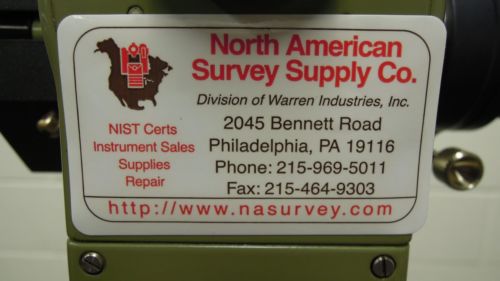 North American
Survey Supply Co.
Division of Warren Industries, Inc.
NIST Certs
Instrument Sales
Supplies
Repair
2045 Bennett Road
Philadelphia, PA 19116
Phone: 215-969-5011
Fax: 215-464-9303
http://www.nasurvey.com